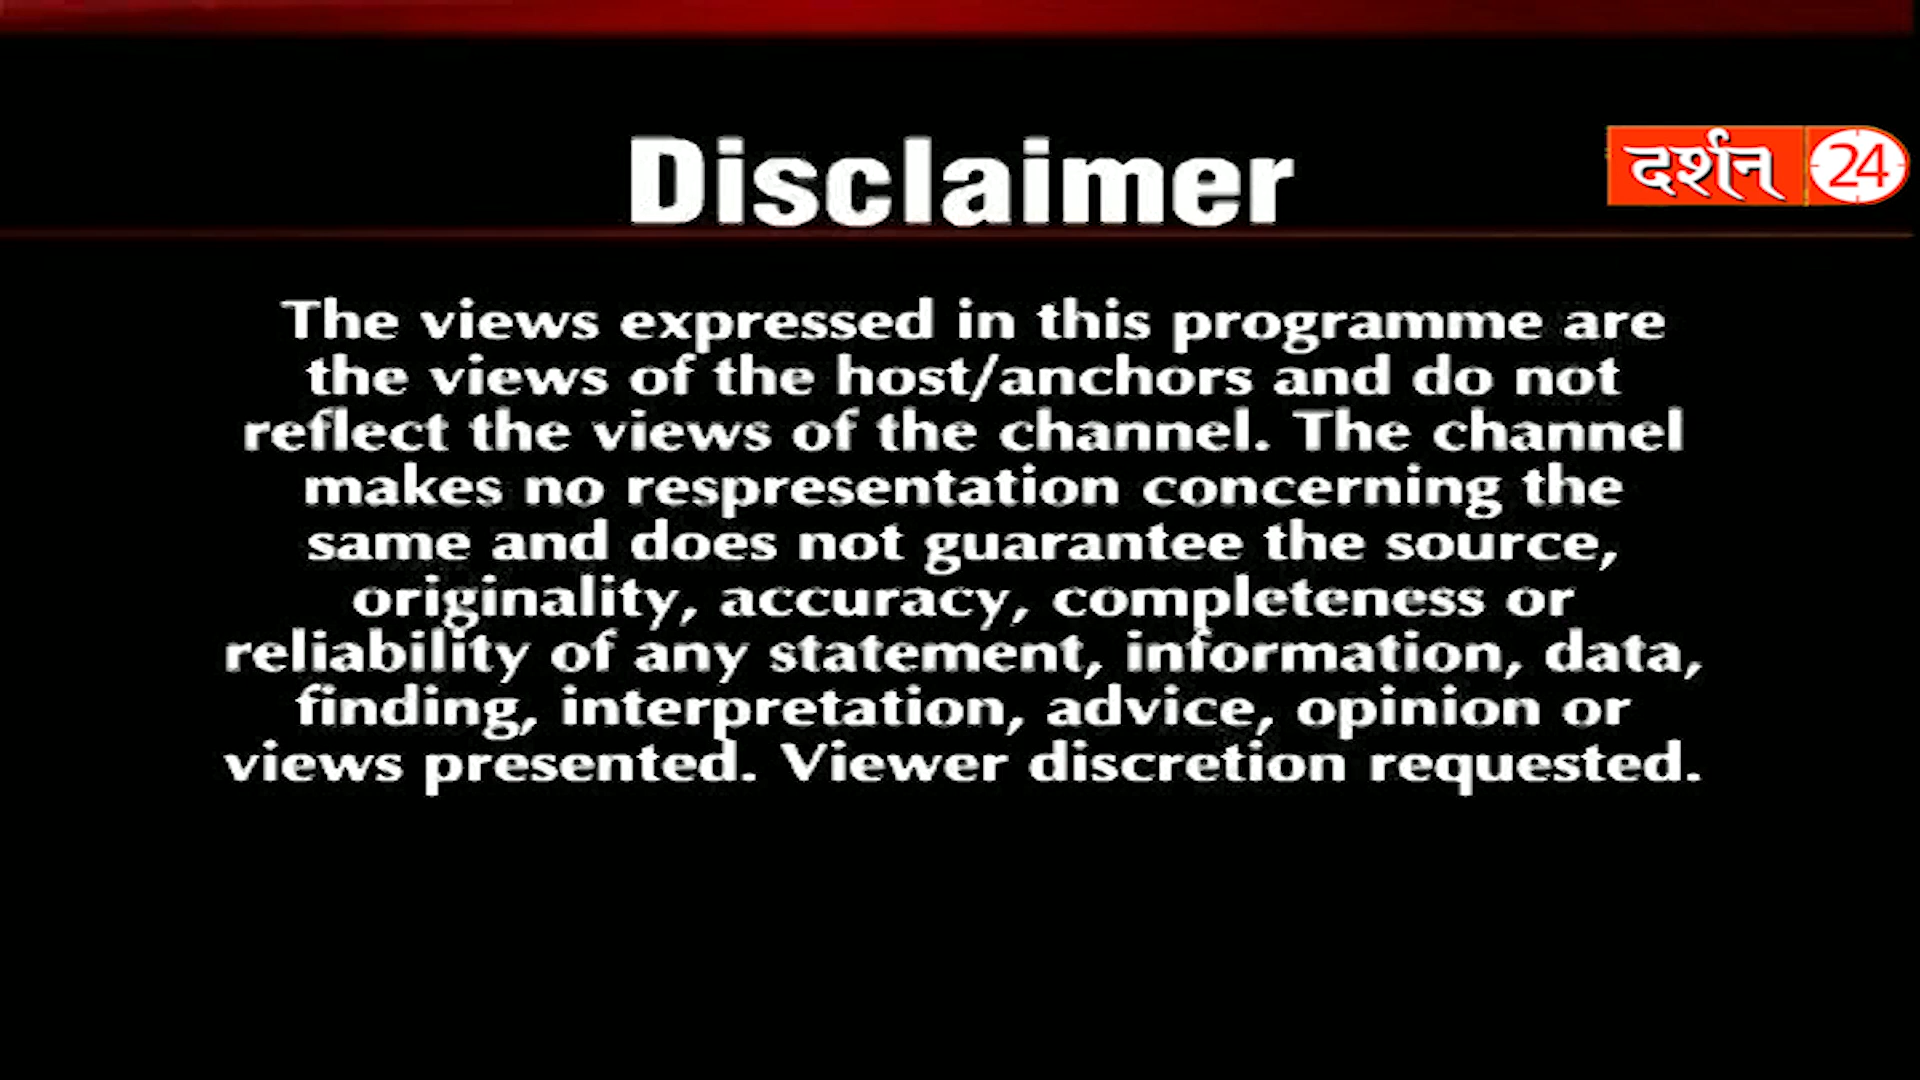 Disclaimer
दर्शन 24
The views expressed in this programme are
the views of the host/anchors and do not
reflect the views of the channel. The channel
makes no respresentation concerning the
same and does not guarantee the source,
originality, accuracy, completeness or
reliability of any statement, information, data,
finding, interpretation, advice, opinion or
views presented. Viewer discretion requested.